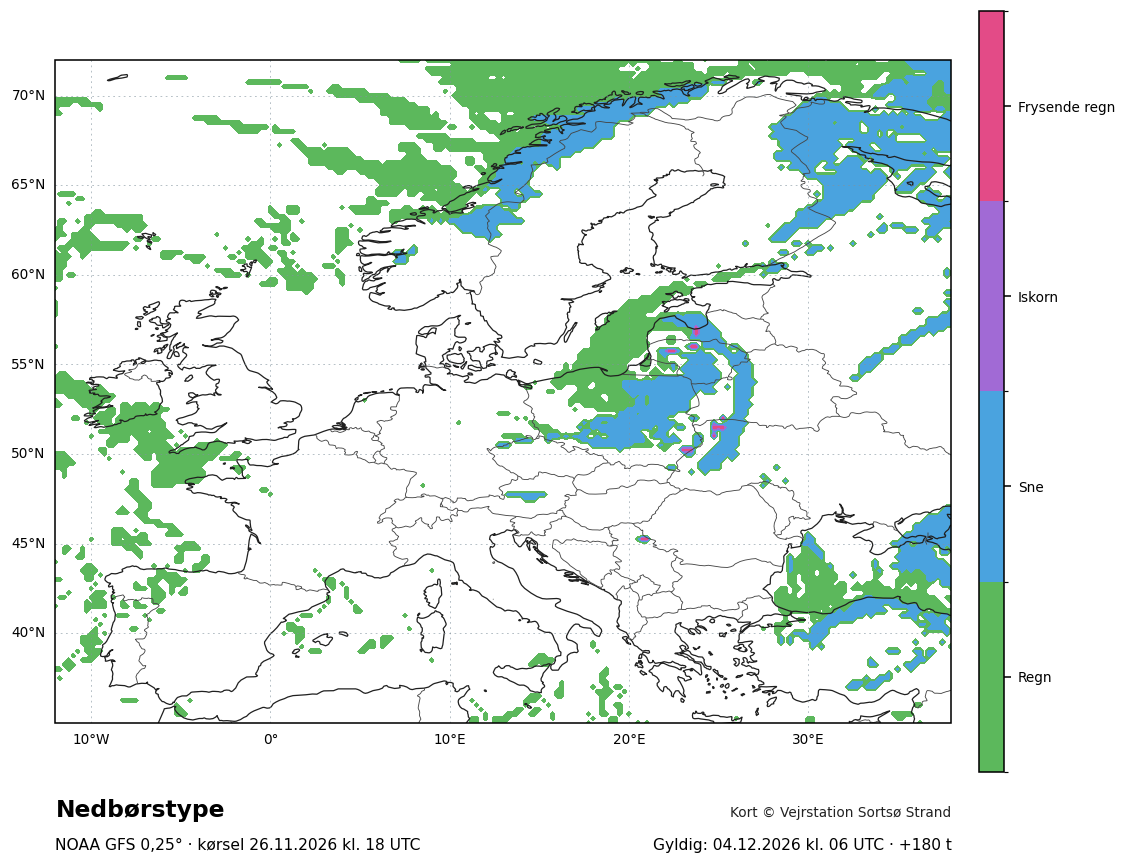 70°N
65°N
60°N
55°N
50°N
45°N
40°N
10°W
0°
10°E
20°E
30°E
Frysende regn
Iskorn
Sne
Regn
Nedbørstype
Kort © Vejrstation Sortsø Strand
NOAA GFS 0,25° · kørsel 26.11.2026 kl. 18 UTC
Gyldig: 04.12.2026 kl. 06 UTC · +180 t